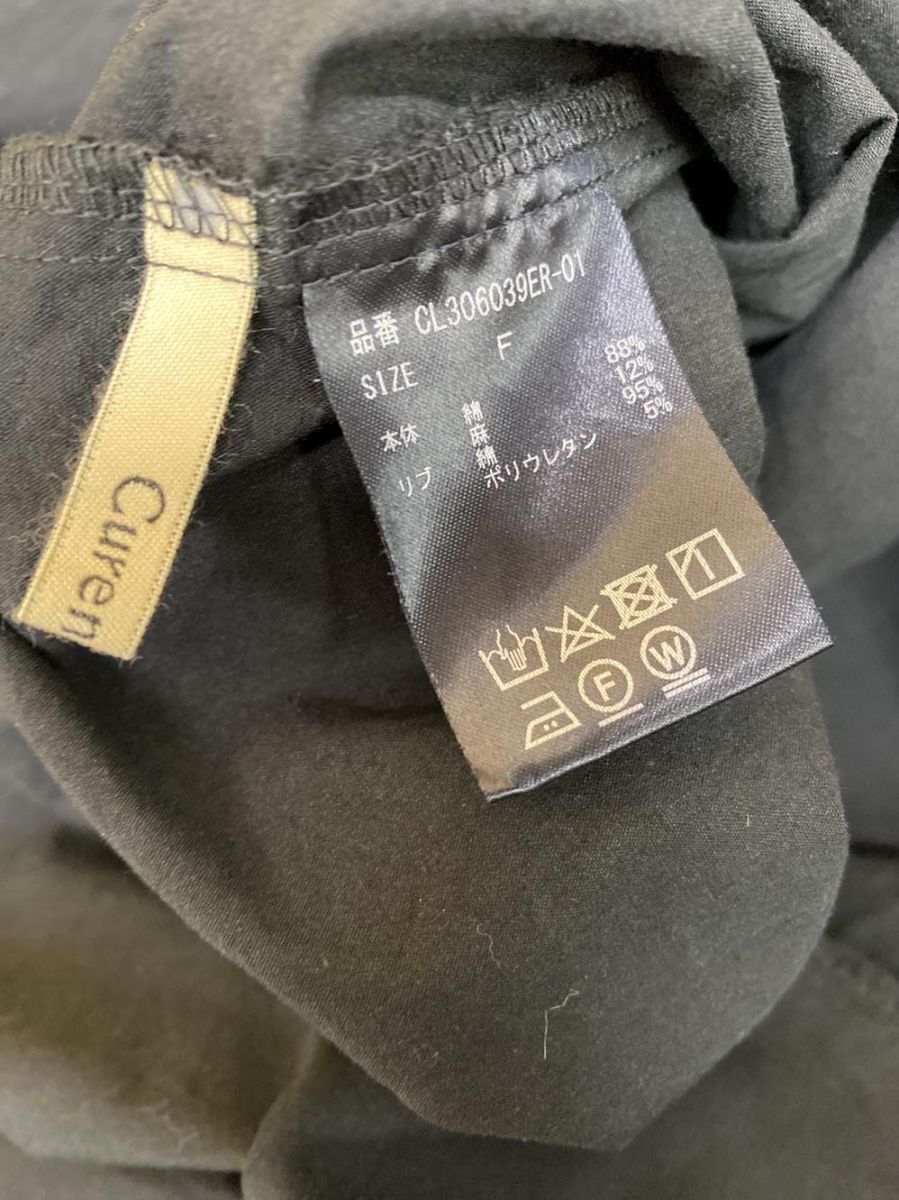 品番 CL306039ER-01
SIZE F
本体 綿 88%
麻 12%
リブ 綿 95%
ポリウレタン 5%
F W
Curen